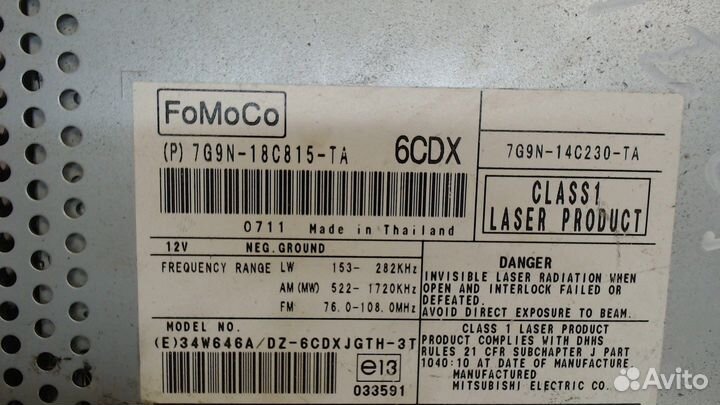 FoMoCo
(P) 7G9N-18C815-TA
6CDX
7G9N-14C230-TA
CLASS1
LASER PRODUCT
0711 Made in Thailand
12V NEG.GROUND
FREQUENCY RANGE LW 153- 282KHz
AM(MW) 522-1720KHz
FM 76.0-108.0MHz
MODEL NO.
(E)34W646A/DZ-6CDXJGTH-3T
e13
033591
DANGER
INVISIBLE LASER RADIATION WHEN
OPEN AND INTERLOCK FAILED OR
DEFEATED.
AVOID DIRECT EXPOSURE TO BEAM.
CLASS 1 LASER PRODUCT
PRODUCT COMPLIES WITH DHHS
RULES 21 CFR SUBCHAPTER J PART
1040:10 AT DATE OF MANUFACTURE
MANUFACTURED
MITSUBISHI ELECTRIC CO.
Avito